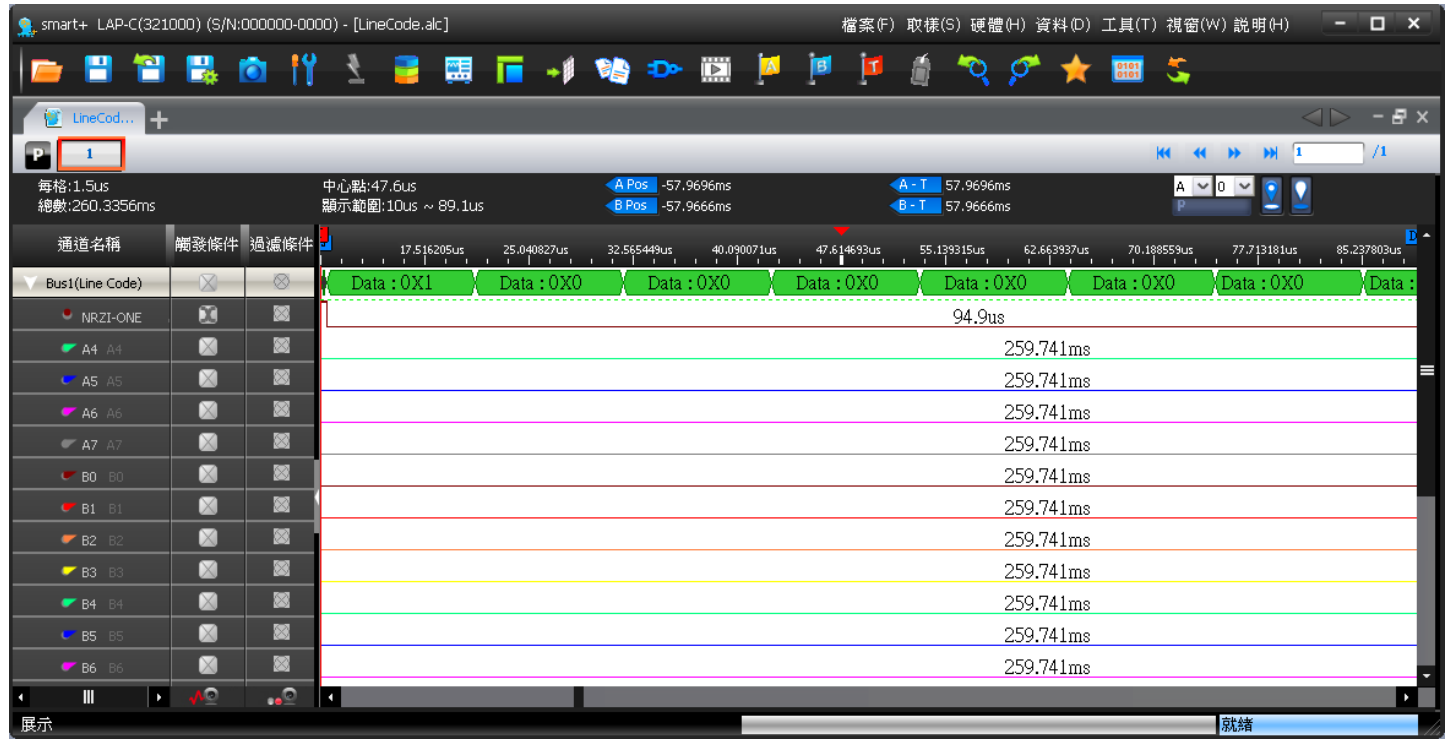 smart+ LAP-C(321000) (S/N:000000-0000) - [LineCode.alc] 檔案(F) 取樣(S) 硬體(H) 資料(D) 工具(T) 視窗(W) 説明(H)
LineCod...
P 1 1 /1
每格:1.5us 中心點:47.6us A Pos -57.9696ms A - T 57.9696ms A 0
總數:260.3356ms 顯示範圍:10us ~ 89.1us B Pos -57.9666ms B - T 57.9666ms P
通道名稱 觸發條件 過濾條件 17.516205us 25.040827us 32.565449us 40.090071us 47.614693us 55.139315us 62.663937us 70.188559us 77.713181us 85.237803us D
Bus1(Line Code) Data:0X1 Data:0X0 Data:0X0 Data:0X0 Data:0X0 Data:0X0 Data:0X0 Data:
NRZI-ONE 94.9us
A4 A4 259.741ms
A5 A5 259.741ms
A6 A6 259.741ms
A7 A7 259.741ms
B0 B0 259.741ms
B1 B1 259.741ms
B2 B2 259.741ms
B3 B3 259.741ms
B4 B4 259.741ms
B5 B5 259.741ms
B6 B6 259.741ms
展示 就緒